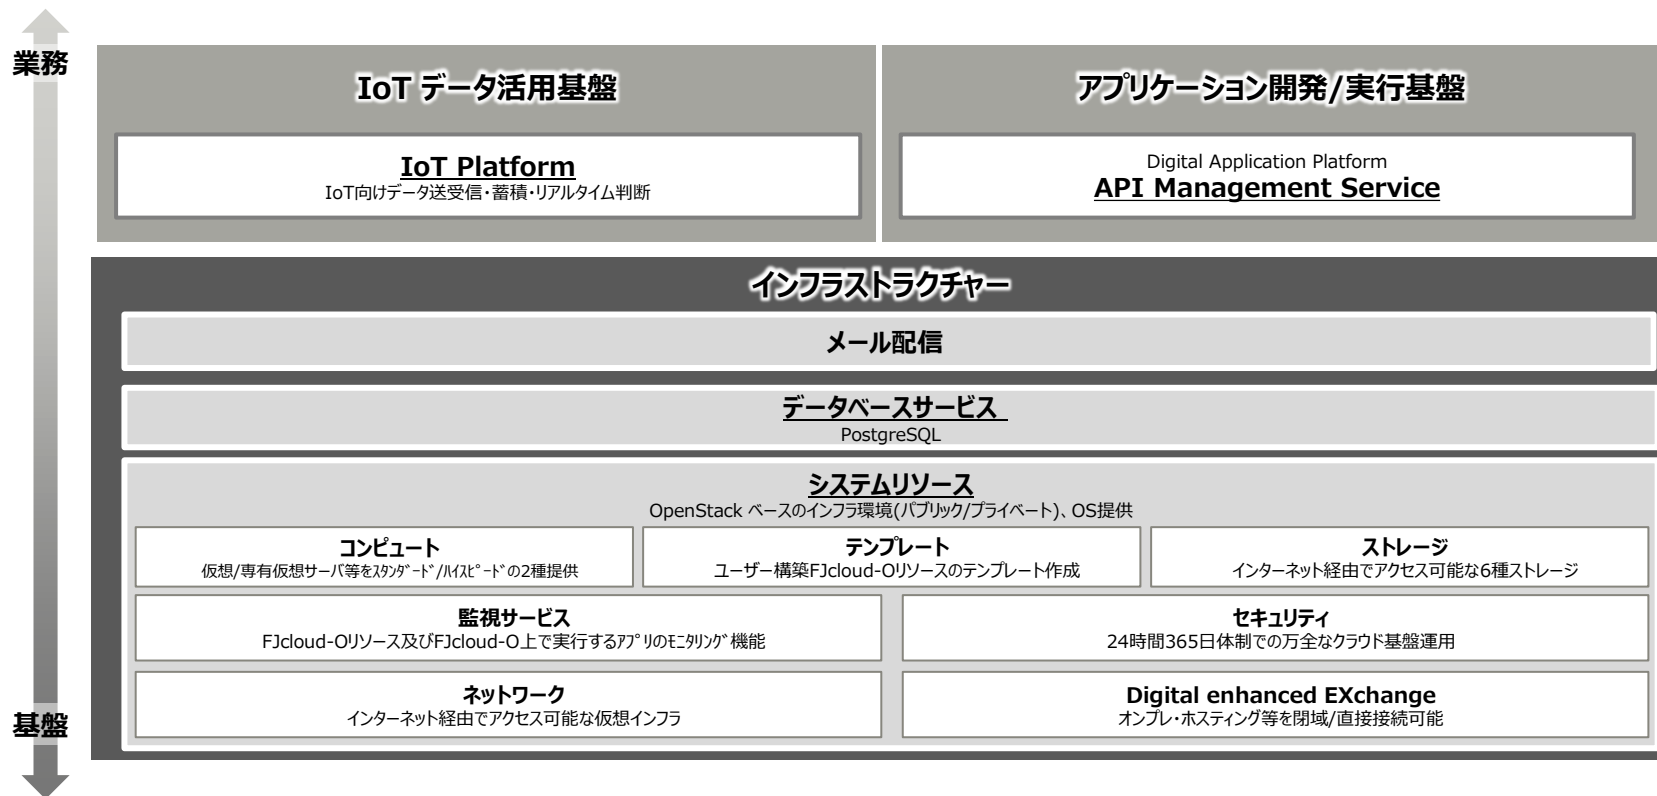 業務
IoT データ活用基盤
アプリケーション開発/実行基盤
IoT Platform
IoT向けデータ送受信・蓄積・リアルタイム判断
Digital Application Platform
API Management Service
インフラストラクチャー
メール配信
データベースサービス
PostgreSQL
システムリソース
OpenStack ベースのインフラ環境(パブリック/プライベート)、OS提供
コンピュート
仮想/専有仮想サーバ等をｽﾀﾝﾀﾞｰﾄﾞ/ﾊｲｽﾋﾟｰﾄﾞの2種提供
テンプレート
ユーザー構築FJcloud-Oリソースのテンプレート作成
ストレージ
インターネット経由でアクセス可能な6種ストレージ
監視サービス
FJcloud-Oリソース及びFJcloud-O上で実行するｱﾌﾟﾘのﾓﾆﾀﾘﾝｸﾞ機能
セキュリティ
24時間365日体制での万全なクラウド基盤運用
ネットワーク
インターネット経由でアクセス可能な仮想インフラ
Digital enhanced EXchange
オンプレ・ホスティング等を閉域/直接接続可能
基盤